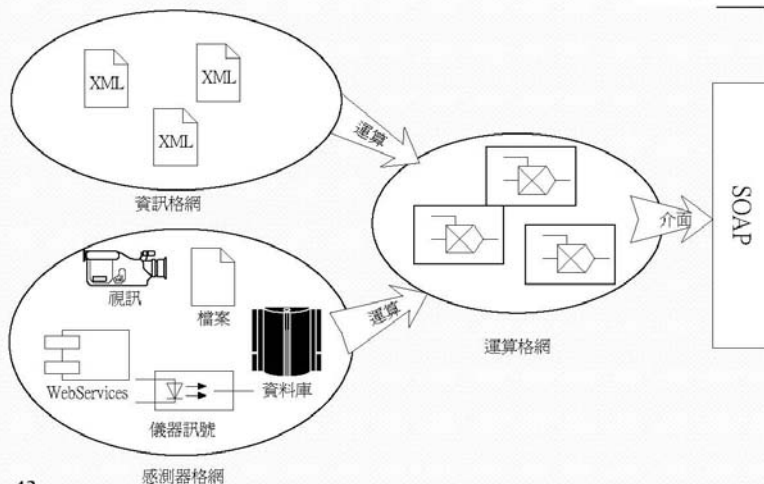 XML
XML
XML
運算
資訊格網
視訊
檔案
WebServices
儀器訊號
資料庫
感測器格網
運算
運算格網
介面
SOAP